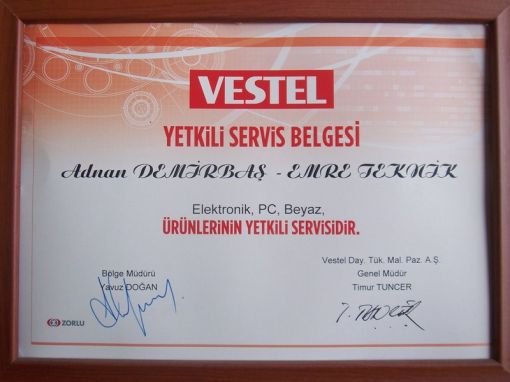 VESTEL
YETKİLİ SERVİS BELGESİ
Adnan DEMİRBAŞ - EMRE TEKNİK
Elektronik, PC, Beyaz,
ÜRÜNLERİNİN YETKİLİ SERVİSİDİR.
Bölge Müdürü
Yavuz DOĞAN
Vestel Day. Tük. Mal. Paz. A.Ş.
Genel Müdür
Timur TUNCER
ZORLU